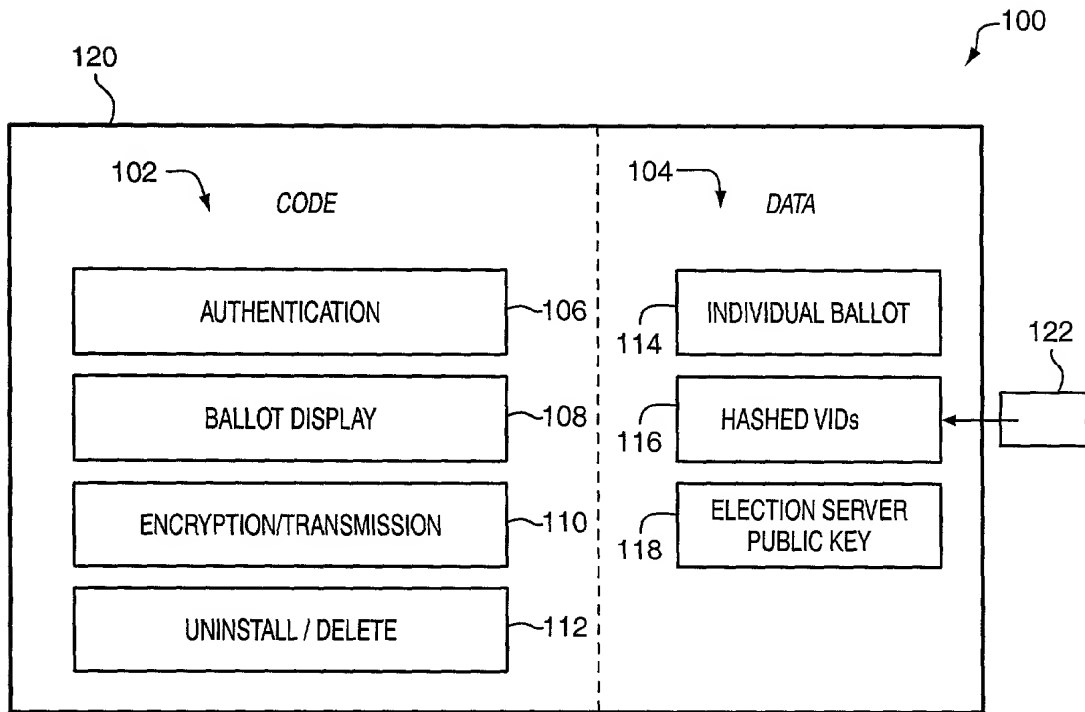 100
120
102
CODE
104
DATA
AUTHENTICATION
106
INDIVIDUAL BALLOT
114
122
BALLOT DISPLAY
108
HASHED VIDs
116
ENCRYPTION/TRANSMISSION
110
ELECTION SERVER
PUBLIC KEY
118
UNINSTALL / DELETE
112